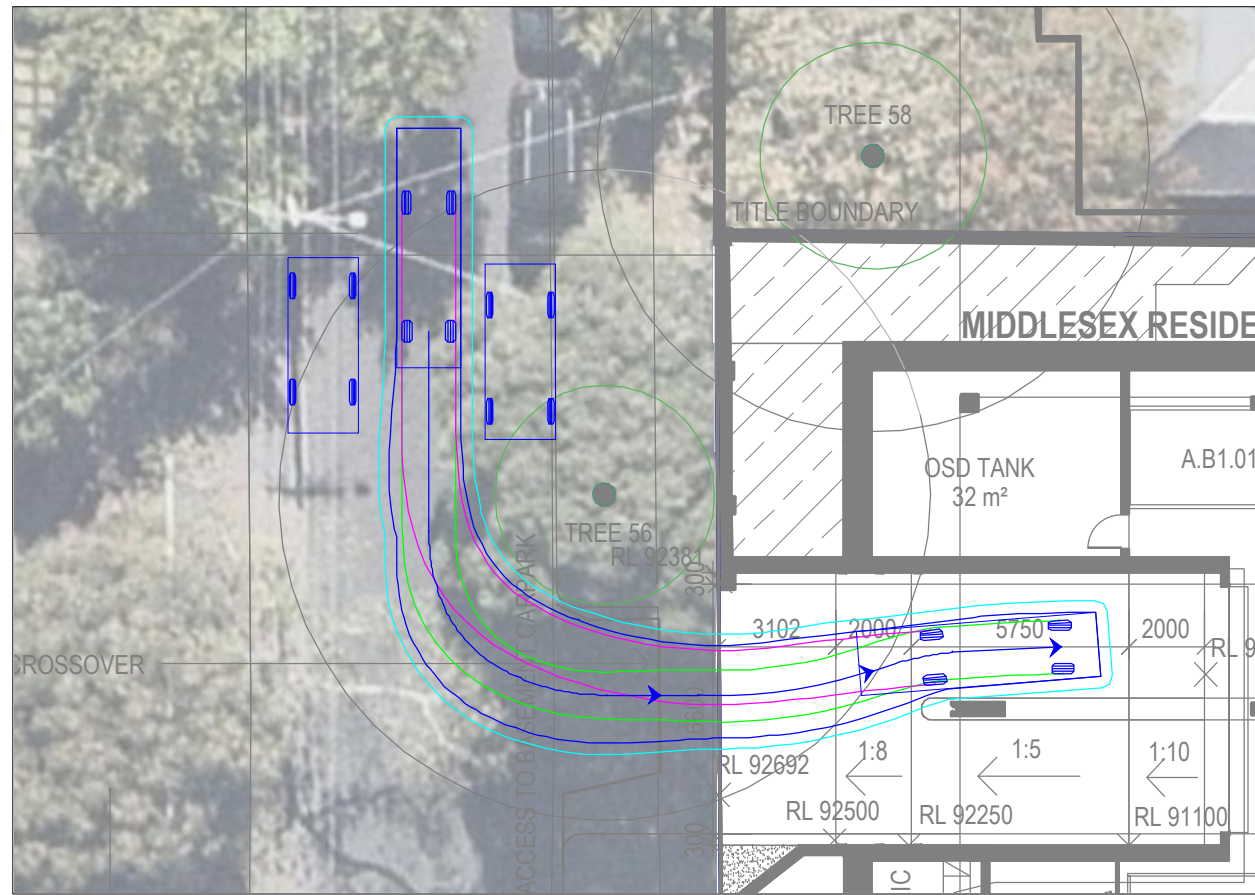 TREE 58
TITLE BOUNDARY
MIDDLESEX RESIDE
OSD TANK
32 m²
A.B1.01
TREE 56
RL 92381
300
3102
2000
5750
2000
RL 9
CROSSOVER
ACCESS TO BASEMENT CARPARK
RL 92692
1:8
1:5
1:10
RL 92500
RL 92250
RL 91100
300
IC